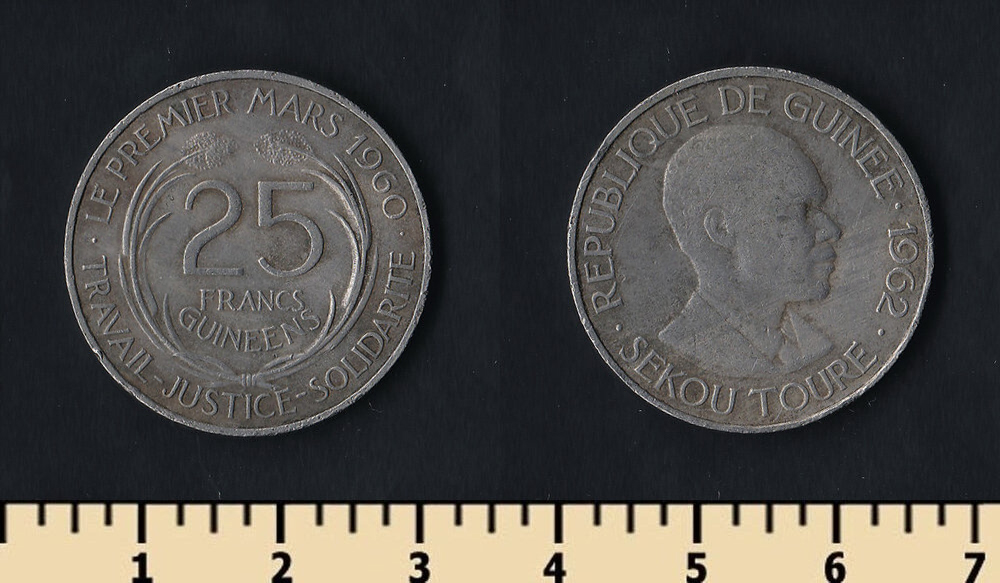 · LE PREMIER MARS 1960 ·
25
FRANCS
GUINEENS
TRAVAIL-JUSTICE-SOLIDARITE
· REPUBLIQUE DE GUINEE · 1962 ·
SEKOU TOURE
1 2 3 4 5 6 7